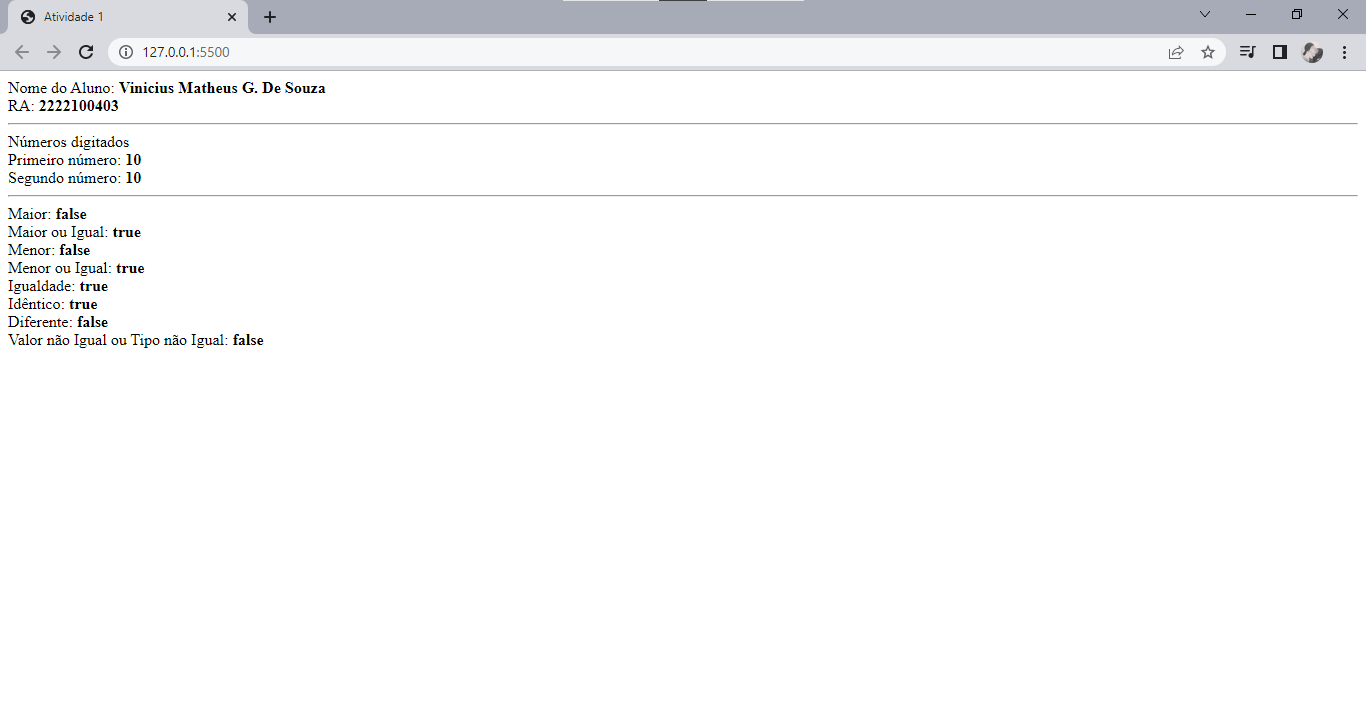 Atividade 1
127.0.0.1:5500
Nome do Aluno: Vinicius Matheus G. De Souza
RA: 2222100403
Números digitados
Primeiro número: 10
Segundo número: 10
Maior: false
Maior ou Igual: true
Menor: false
Menor ou Igual: true
Igualdade: true
Idêntico: true
Diferente: false
Valor não Igual ou Tipo não Igual: false